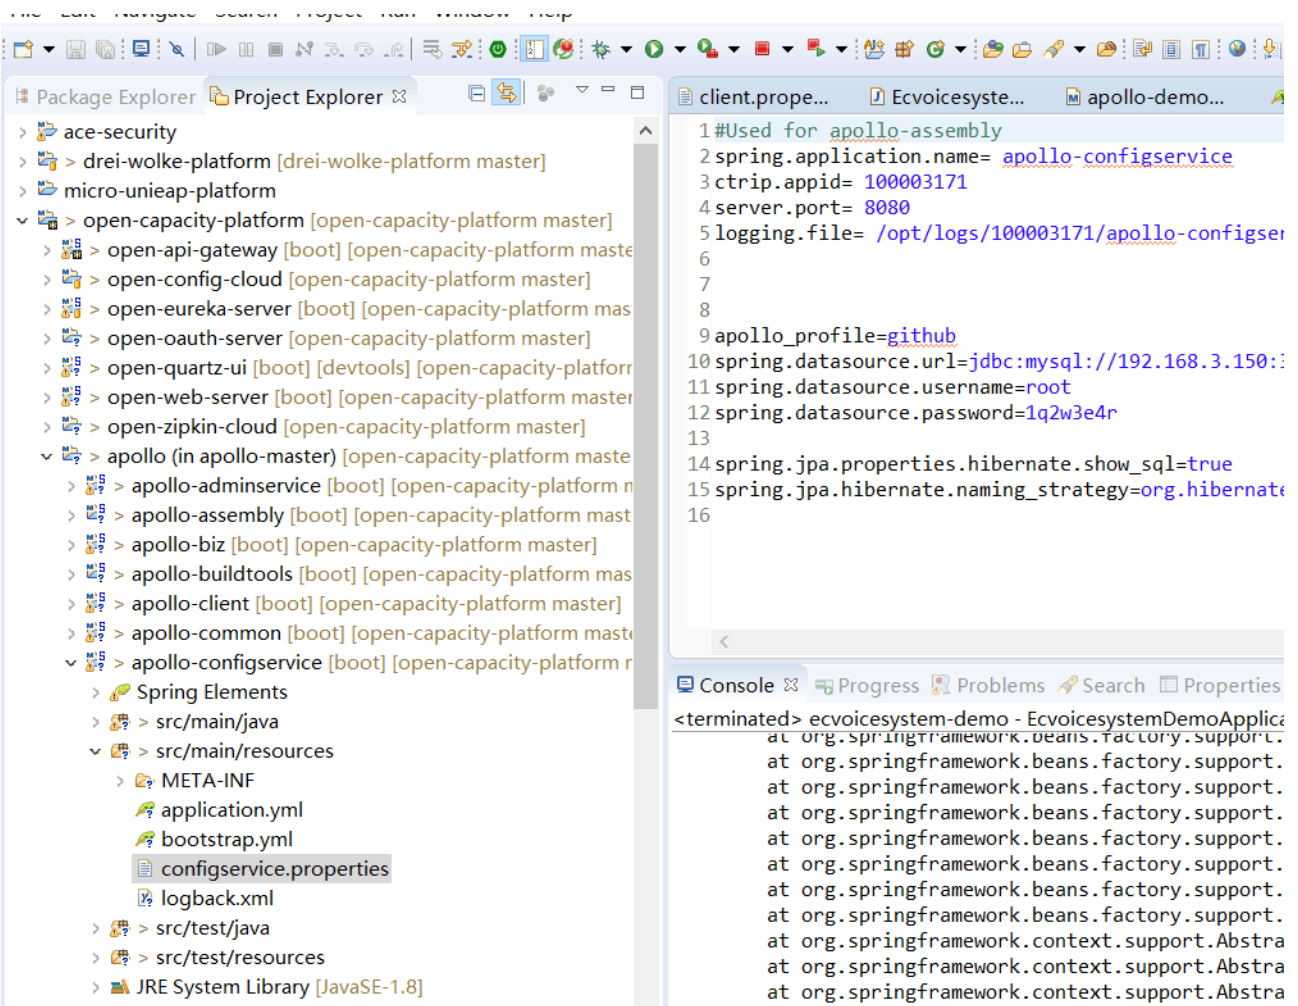 File Edit Navigate Search Project Run Window Help
Package Explorer Project Explorer
ace-security
> drei-wolke-platform [drei-wolke-platform master]
micro-unieap-platform
> open-capacity-platform [open-capacity-platform master]
> open-api-gateway [boot] [open-capacity-platform maste
> open-config-cloud [open-capacity-platform master]
> open-eureka-server [boot] [open-capacity-platform mas
> open-oauth-server [open-capacity-platform master]
> open-quartz-ui [boot] [devtools] [open-capacity-platforr
> open-web-server [boot] [open-capacity-platform master
> open-zipkin-cloud [open-capacity-platform master]
> apollo (in apollo-master) [open-capacity-platform maste
> apollo-adminservice [boot] [open-capacity-platform n
> apollo-assembly [boot] [open-capacity-platform mast
> apollo-biz [boot] [open-capacity-platform master]
> apollo-buildtools [boot] [open-capacity-platform mas
> apollo-client [boot] [open-capacity-platform master]
> apollo-common [boot] [open-capacity-platform maste
> apollo-configservice [boot] [open-capacity-platform r
Spring Elements
> src/main/java
> src/main/resources
META-INF
application.yml
bootstrap.yml
configservice.properties
logback.xml
> src/test/java
> src/test/resources
JRE System Library [JavaSE-1.8]
client.prope... Ecvoicesyste... apollo-demo...
1 #Used for apollo-assembly
2 spring.application.name= apollo-configservice
3 ctrip.appid= 100003171
4 server.port= 8080
5 logging.file= /opt/logs/100003171/apollo-configser
6
7
8
9 apollo_profile=github
10 spring.datasource.url=jdbc:mysql://192.168.3.150:3
11 spring.datasource.username=root
12 spring.datasource.password=1q2w3e4r
13
14 spring.jpa.properties.hibernate.show_sql=true
15 spring.jpa.hibernate.naming_strategy=org.hibernate
16
Console Progress Problems Search Properties
<terminated> ecvoicesystem-demo - EcvoicesystemDemoApplica
at org.springframework.beans.factory.support.
at org.springframework.beans.factory.support.
at org.springframework.beans.factory.support.
at org.springframework.beans.factory.support.
at org.springframework.beans.factory.support.
at org.springframework.beans.factory.support.
at org.springframework.beans.factory.support.
at org.springframework.beans.factory.support.
at org.springframework.context.support.Abstra
at org.springframework.context.support.Abstra
at org.springframework.context.support.Abstra